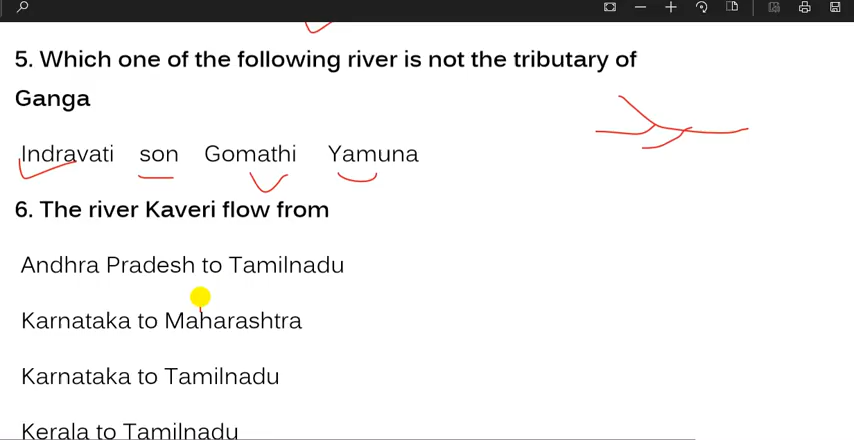 5. Which one of the following river is not the tributary of
Ganga
Indravati son Gomathi Yamuna
6. The river Kaveri flow from
Andhra Pradesh to Tamilnadu
Karnataka to Maharashtra
Karnataka to Tamilnadu
Kerala to Tamilnadu